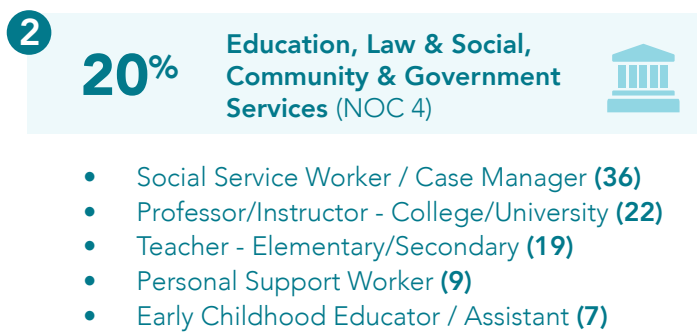 2
20%
Education, Law & Social,
Community & Government
Services (NOC 4)
• Social Service Worker / Case Manager (36)
• Professor/Instructor - College/University (22)
• Teacher - Elementary/Secondary (19)
• Personal Support Worker (9)
• Early Childhood Educator / Assistant (7)